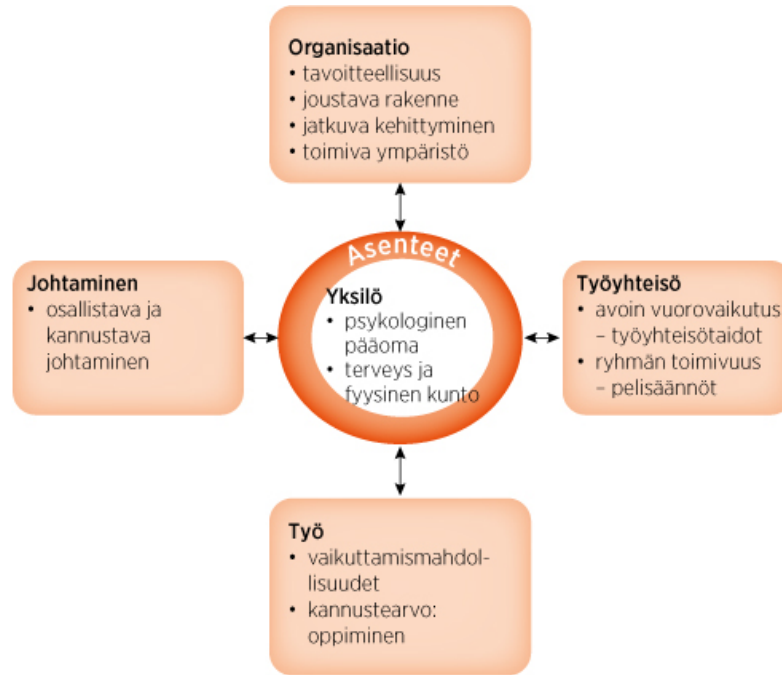 Organisaatio
• tavoitteellisuus
• joustava rakenne
• jatkuva kehittyminen
• toimiva ympäristö
Johtaminen
• osallistava ja
kannustava
johtaminen
Asenteet
Yksilö
• psykologinen
pääoma
• terveys ja
fyysinen kunto
Työyhteisö
• avoin vuorovaikutus
– työyhteisötaidot
• ryhmän toimivuus
– pelisäännöt
Työ
• vaikuttamismahdol-
lisuudet
• kannustearvo:
oppiminen